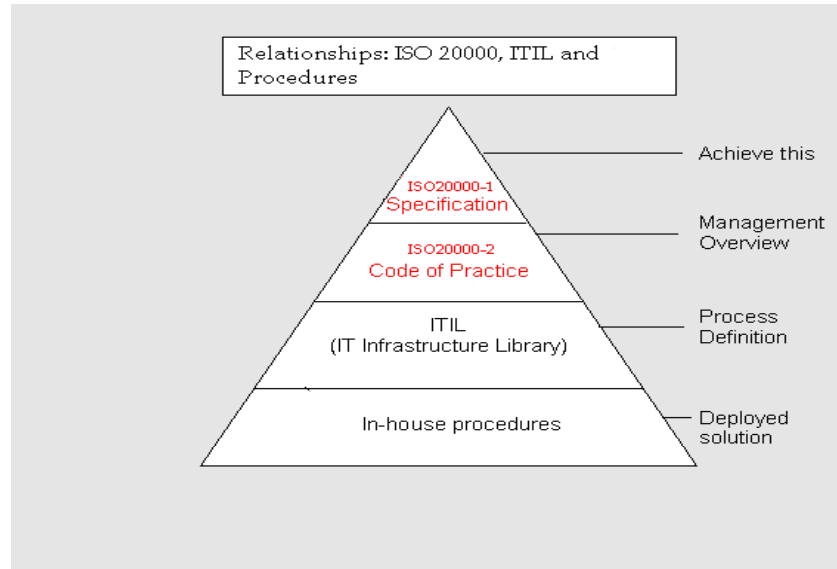 Relationships: ISO 20000, ITIL and
Procedures
Achieve this
ISO20000-1
Specification
Management
Overview
ISO20000-2
Code of Practice
Process
Definition
ITIL
(IT Infrastructure Library)
Deployed
solution
In-house procedures